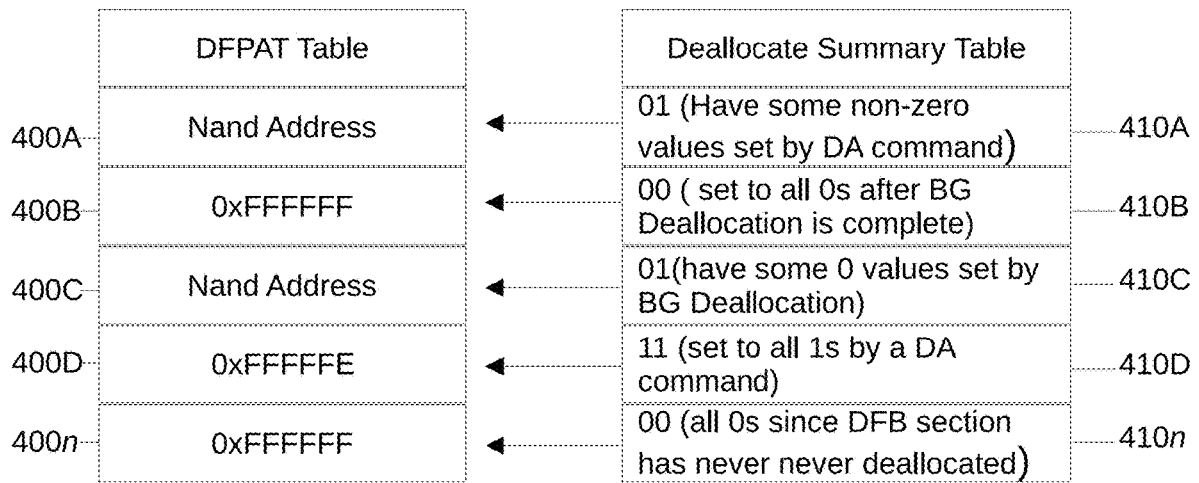 DFPAT Table
Deallocate Summary Table
400A
Nand Address
01 (Have some non-zero
values set by DA command)
410A
400B
0xFFFFFF
00 ( set to all 0s after BG
Deallocation is complete)
410B
400C
Nand Address
01(have some 0 values set by
BG Deallocation)
410C
400D
0xFFFFFE
11 (set to all 1s by a DA
command)
410D
400n
0xFFFFFF
00 (all 0s since DFB section
has never never deallocated)
410n